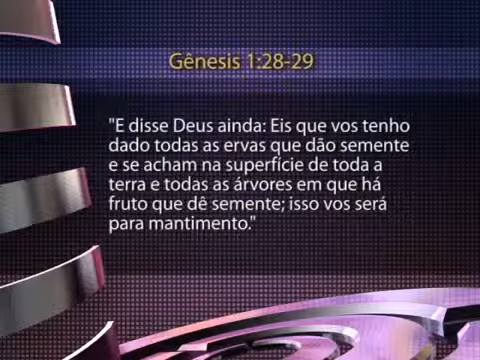 Gênesis 1:28-29
"E disse Deus ainda: Eis que vos tenho
dado todas as ervas que dão semente
e se acham na superfície de toda a
terra e todas as árvores em que há
fruto que dê semente; isso vos será
para mantimento."